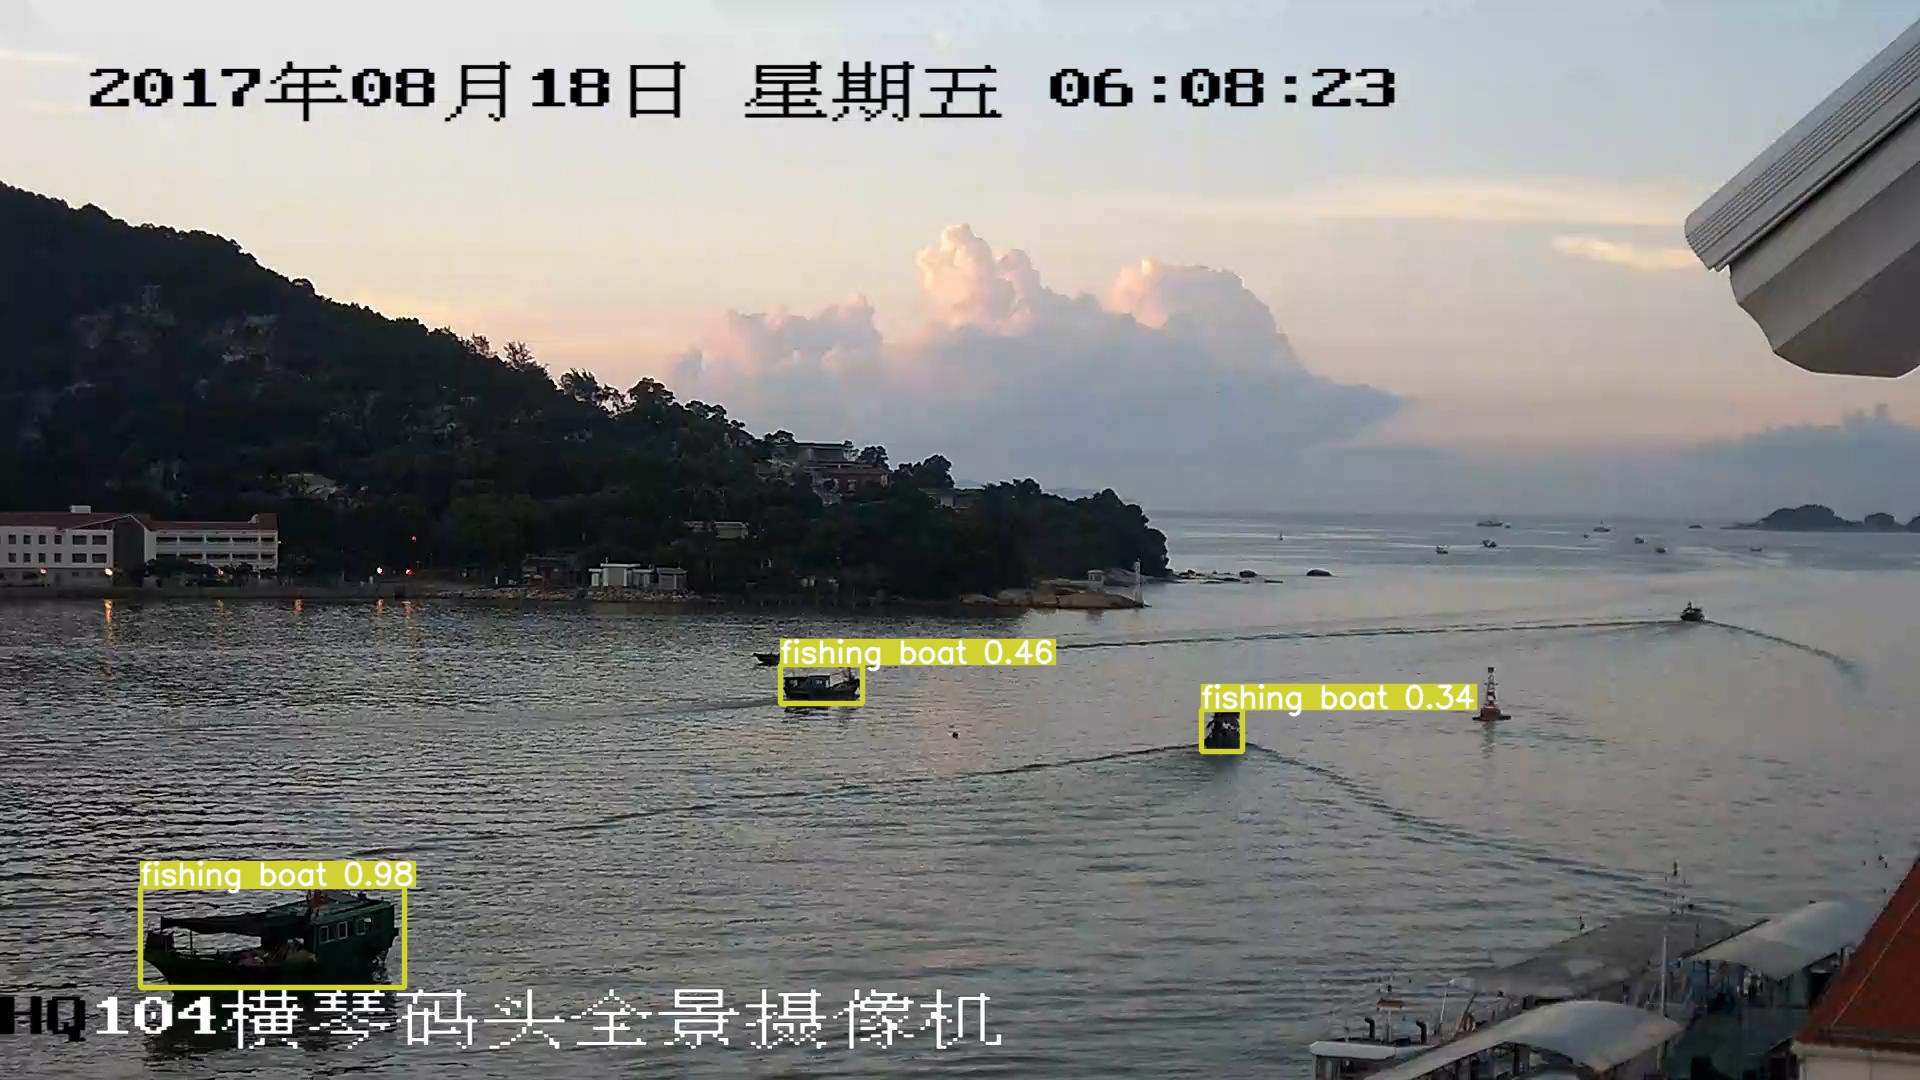 2017年08月18日 星期五 06:08:23
fishing boat 0.46
fishing boat 0.34
fishing boat 0.98
HQ104横琴码头全景摄像机